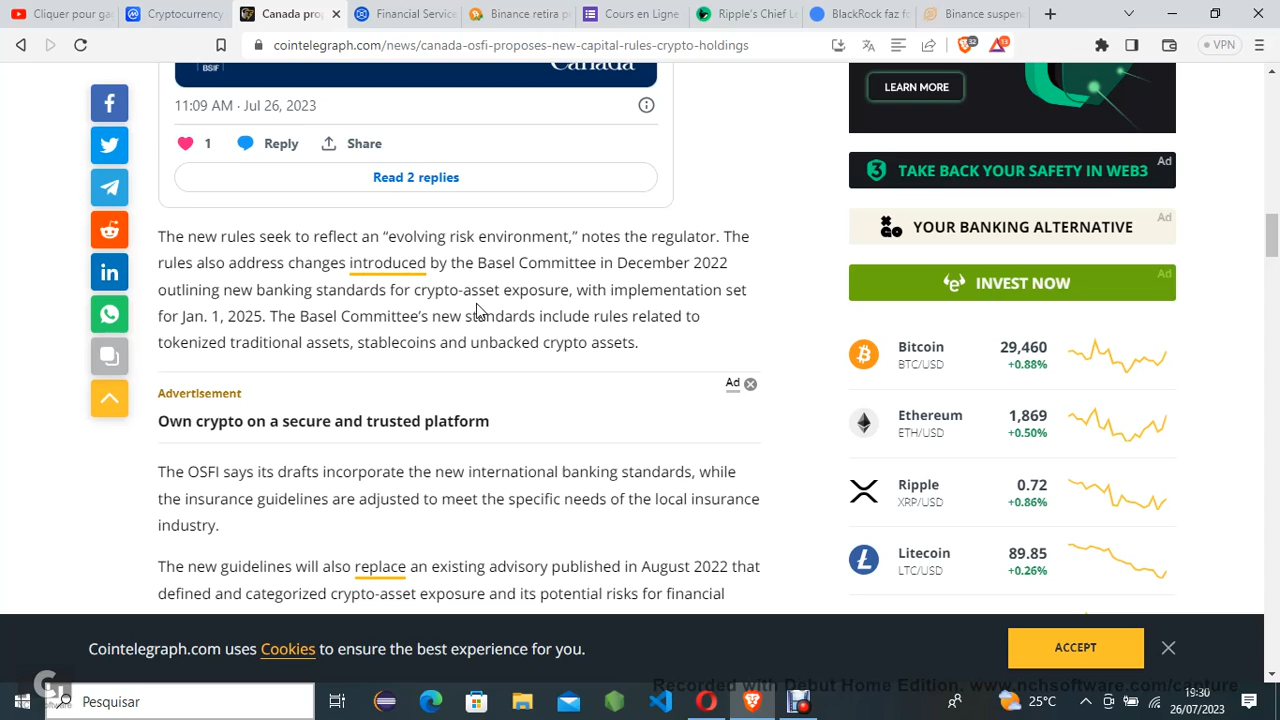 Cliquer pour ga
Cryptocurrency
Canada pro
Financial Service
Binance retira p
Cours en Ligne
Ripple's Chief L
BlackRock faz f
Binance suspen
cointelegraph.com/news/canada-osfi-proposes-new-capital-rules-crypto-holdings
32
13
VPN
BSIF
Canada
11:09 AM · Jul 26, 2023
1 Reply Share
Read 2 replies
The new rules seek to reflect an “evolving risk environment,” notes the regulator. The
rules also address changes introduced by the Basel Committee in December 2022
outlining new banking standards for crypto-asset exposure, with implementation set
for Jan. 1, 2025. The Basel Committee’s new standards include rules related to
tokenized traditional assets, stablecoins and unbacked crypto assets.
Ad
Advertisement
Own crypto on a secure and trusted platform
The OSFI says its drafts incorporate the new international banking standards, while
the insurance guidelines are adjusted to meet the specific needs of the local insurance
industry.
The new guidelines will also replace an existing advisory published in August 2022 that
defined and categorized crypto-asset exposure and its potential risks for financial
LEARN MORE
TAKE BACK YOUR SAFETY IN WEB3
Ad
YOUR BANKING ALTERNATIVE
Ad
INVEST NOW
Ad
Bitcoin 29,460
BTC/USD +0.88%
Ethereum 1,869
ETH/USD +0.50%
Ripple 0.72
XRP/USD +0.86%
Litecoin 89.85
LTC/USD +0.26%
Cointelegraph.com uses Cookies to ensure the best experience for you.
ACCEPT
Recorded with Debut Home Edition. www.nchsoftware.com/capture
Pesquisar
25°C
19:30
26/07/2023